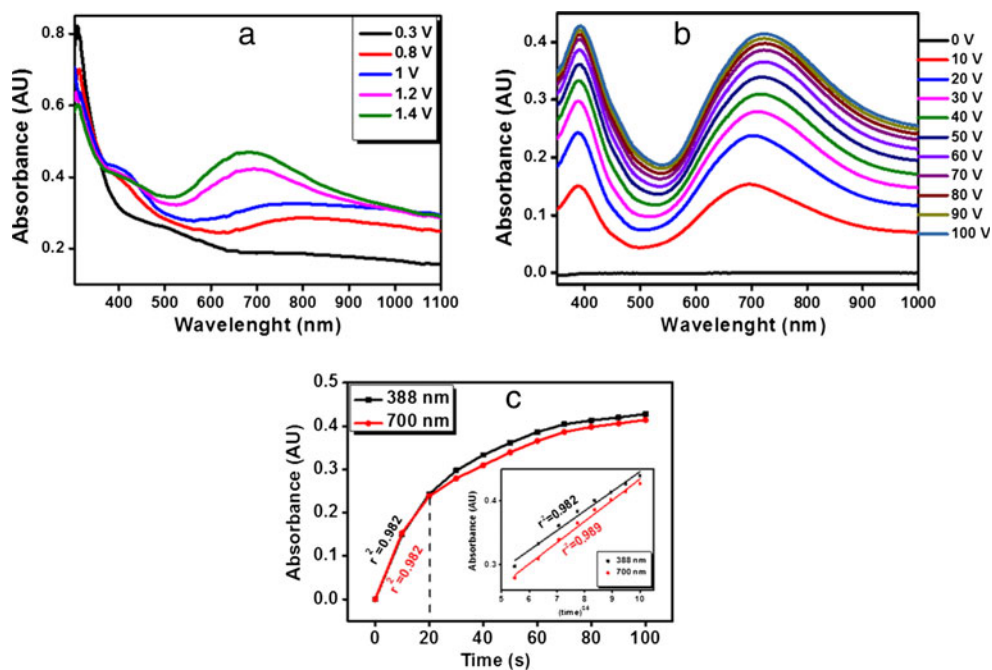 a
0.3 V
0.8 V
1 V
1.2 V
1.4 V
0.8
0.6
0.4
0.2
Absorbance (AU)
400 500 600 700 800 900 1000 1100
Wavelenght (nm)
b
0 V
10 V
20 V
30 V
40 V
50 V
60 V
70 V
80 V
90 V
100 V
0.4
0.3
0.2
0.1
0.0
Absorbance (AU)
400 500 600 700 800 900 1000
Wavelenght (nm)
c
388 nm
700 nm
0.5
0.4
0.3
0.2
0.1
0.0
Absorbance (AU)
r²=0.982
r²=0.982
0 20 40 60 80 100
Time (s)
r²=0.982
r²=0.989
388 nm
700 nm
0.4
0.3
Absorbance (AU)
5 6 7 8 9 10